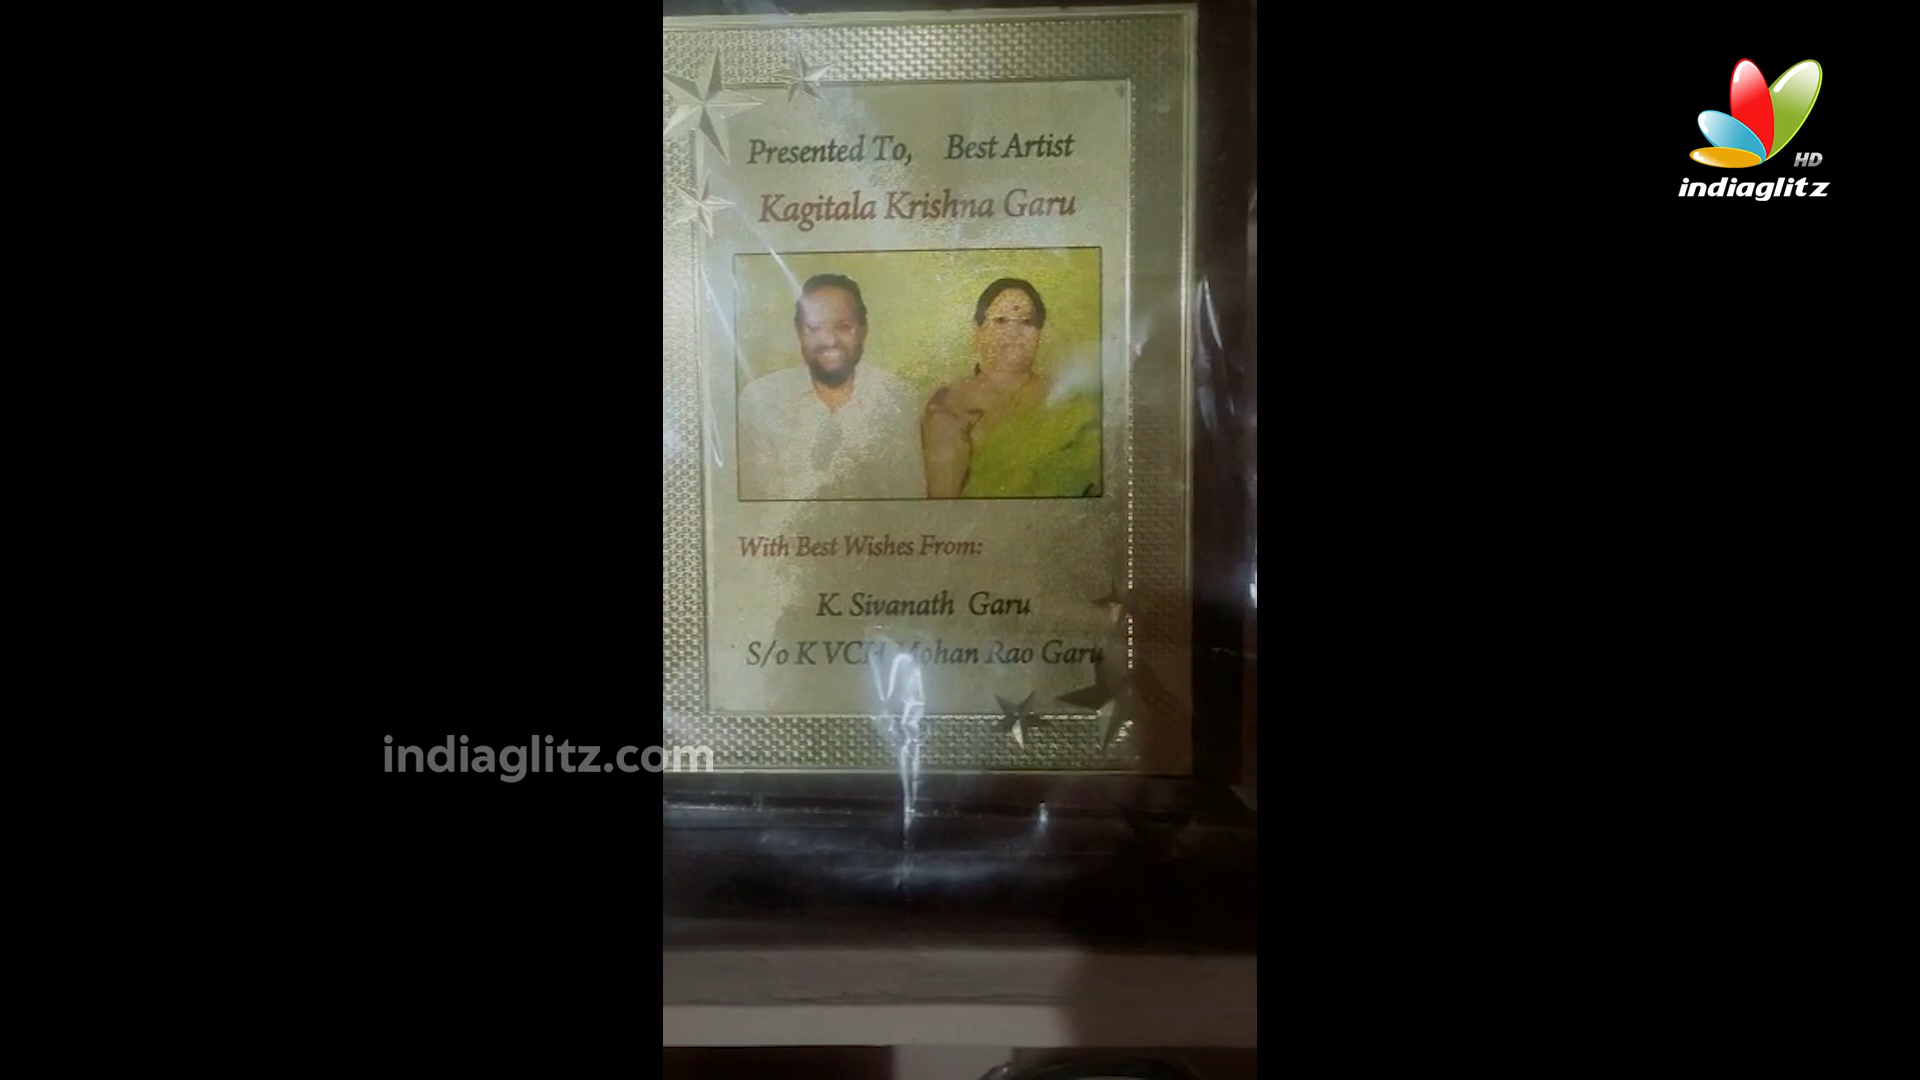 Presented To, Best Artist
Kagitala Krishna Garu
With Best Wishes From:
K. Sivanath Garu
S/o K VCH Mohan Rao Garu
HD
indiaglitz
indiaglitz.com